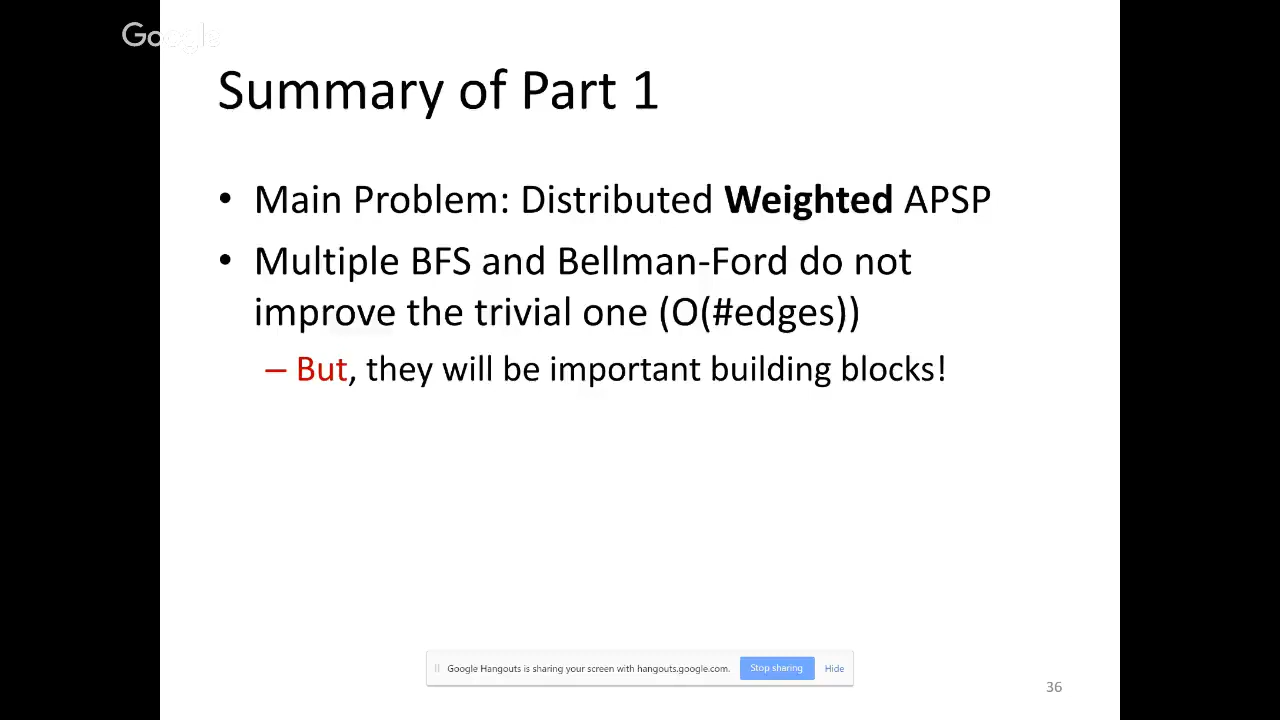 Google
Summary of Part 1
• Main Problem: Distributed Weighted APSP
• Multiple BFS and Bellman-Ford do not
improve the trivial one (O(#edges))
– But, they will be important building blocks!
Google Hangouts is sharing your screen with hangouts.google.com. Stop sharing Hide
36